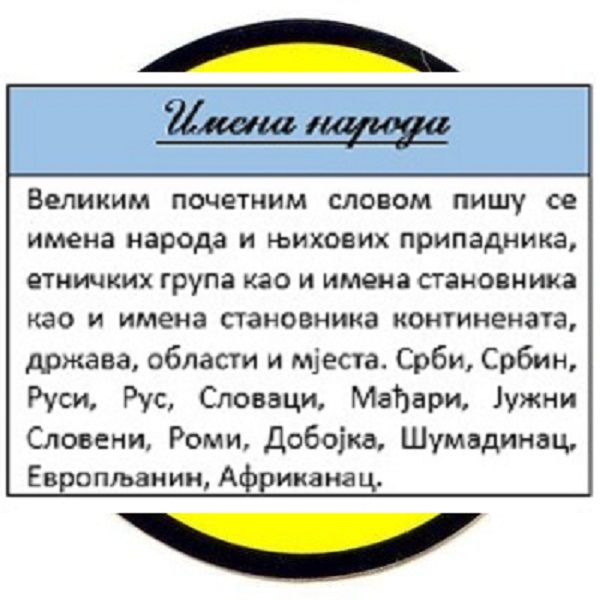 Имена народа
Великим почетним словом пишу се
имена народа и њихових припадника,
етничких група као и имена становника
као и имена становника континената,
држава, области и мјеста. Срби, Србин,
Руси, Рус, Словаци, Мађари, Јужни
Словени, Роми, Добојка, Шумадинац,
Европљанин, Африканац.